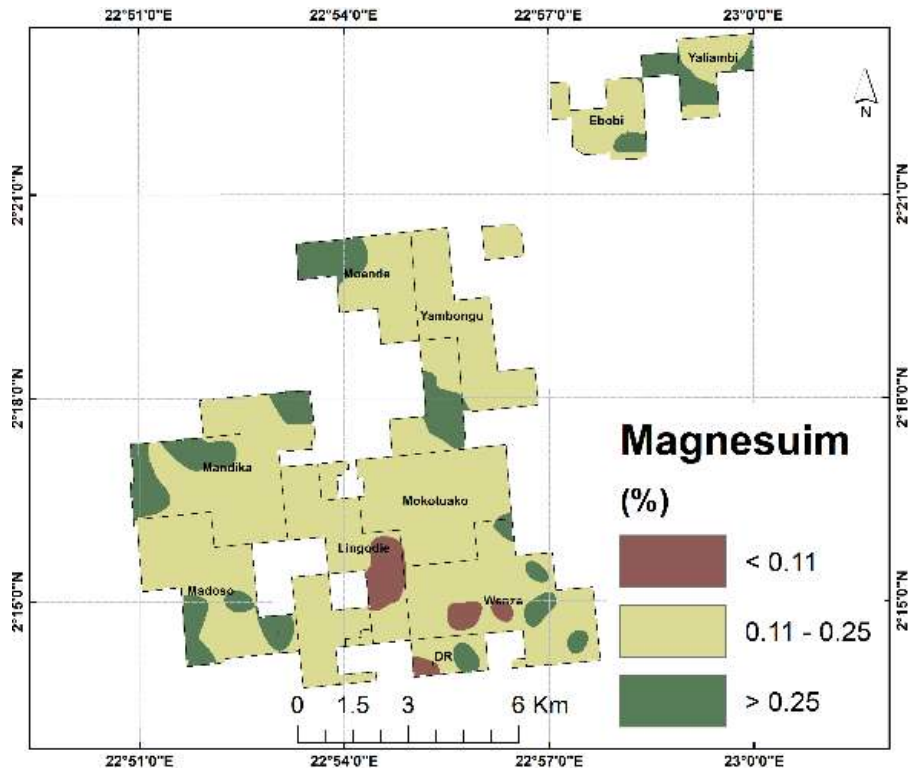 22°51'0"E 22°54'0"E 22°57'0"E 23°0'0"E
Yaliambi
N
Ebobi
2°21'0"N 2°21'0"N
Moende
Yambongu
2°18'0"N 2°18'0"N
Magnesuim
(%)
Mandika
Mokotuako
Lingodie
< 0.11
Madoso
Wenza
2°15'0"N 2°15'0"N
0.11 - 0.25
DR
> 0.25
0 1.5 3 6 Km
22°51'0"E 22°54'0"E 22°57'0"E 23°0'0"E